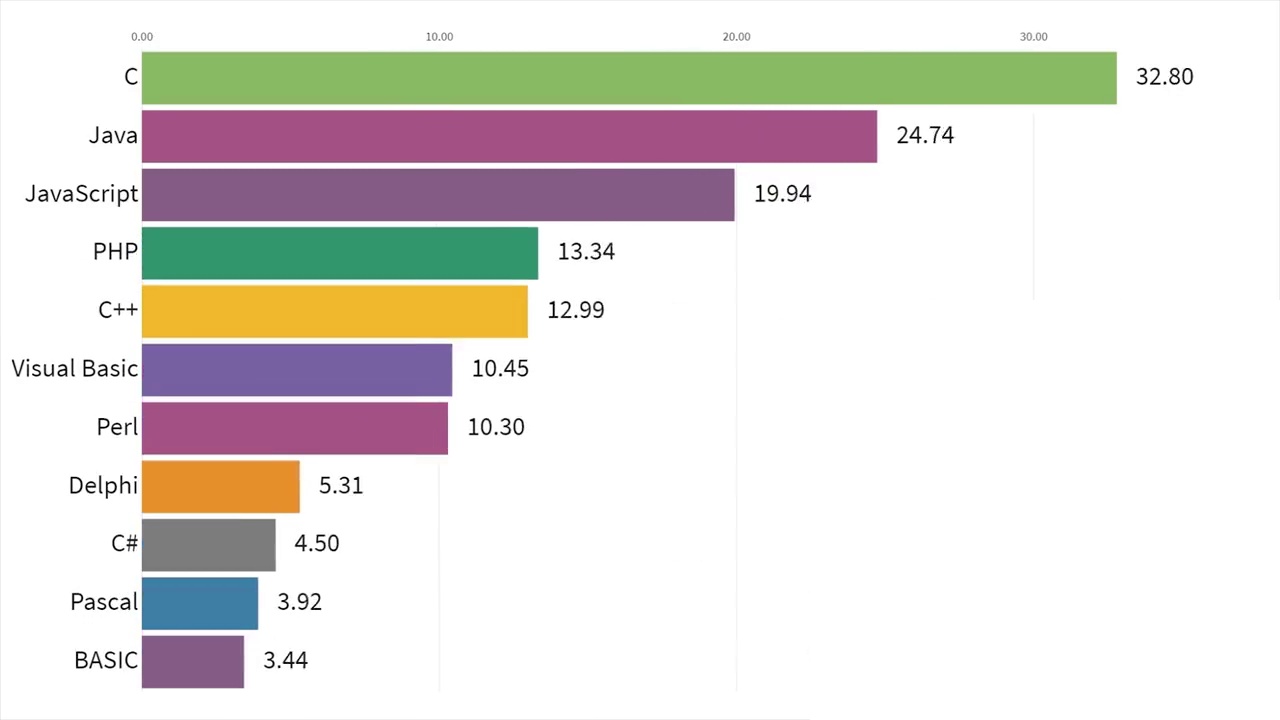 0.00 10.00 20.00 30.00
C 32.80
Java 24.74
JavaScript 19.94
PHP 13.34
C++ 12.99
Visual Basic 10.45
Perl 10.30
Delphi 5.31
C# 4.50
Pascal 3.92
BASIC 3.44